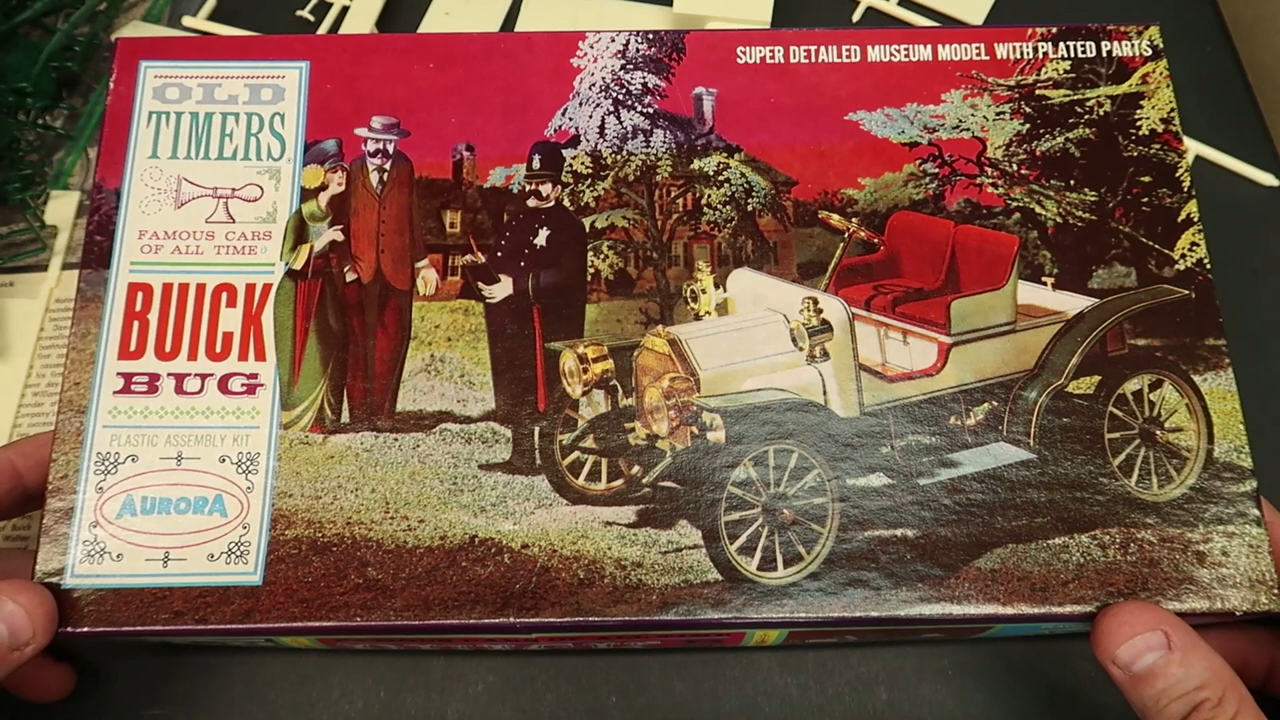 SUPER DETAILED MUSEUM MODEL WITH PLATED PARTS
OLD
TIMERS
FAMOUS CARS
OF ALL TIME
BUICK
BUG
PLASTIC ASSEMBLY KIT
AURORA